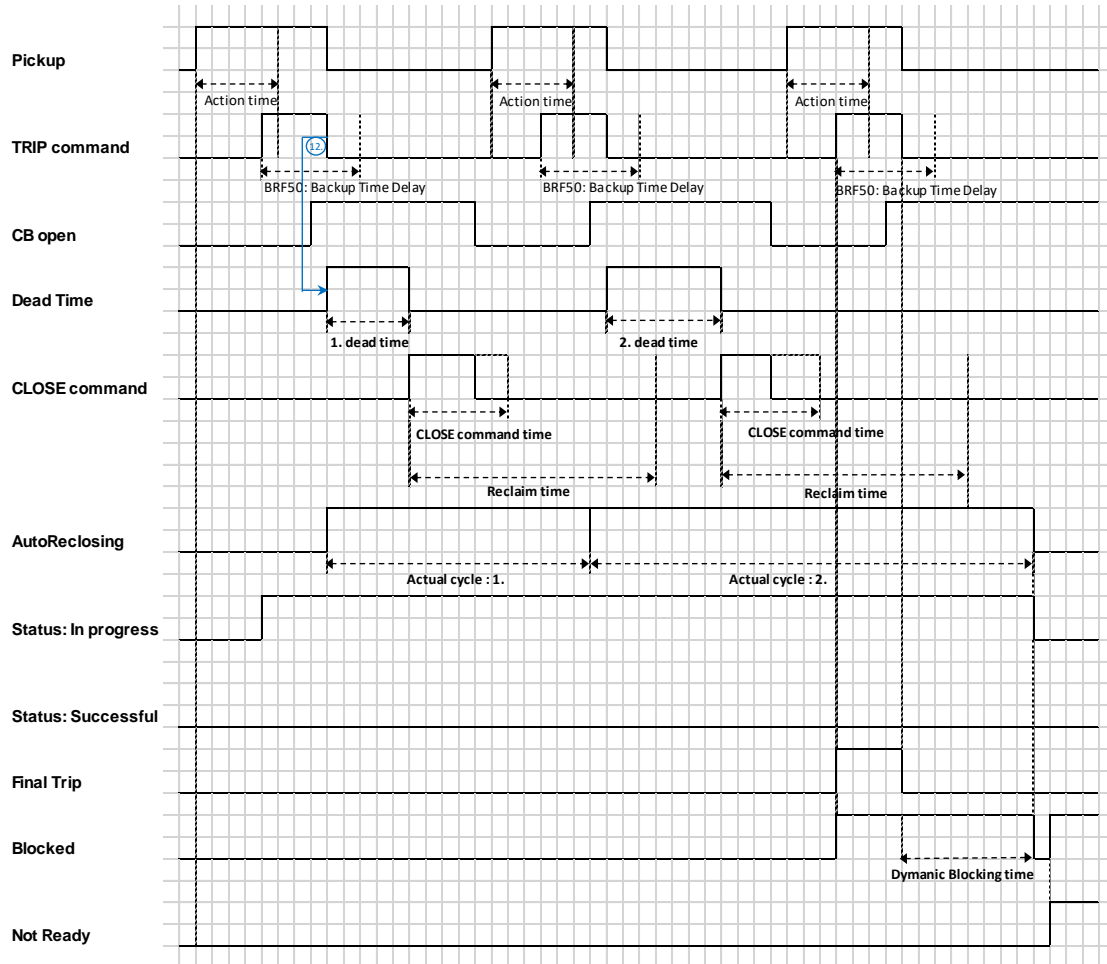 Pickup
Action time
Action time
Action time
TRIP command
12.
BRF50: Backup Time Delay
BRF50: Backup Time Delay
BRF50: Backup Time Delay
CB open
Dead Time
1. dead time
2. dead time
CLOSE command
CLOSE command time
CLOSE command time
Reclaim time
Reclaim time
AutoReclosing
Actual cycle : 1.
Actual cycle : 2.
Status: In progress
Status: Successful
Final Trip
Blocked
Dymanic Blocking time
Not Ready